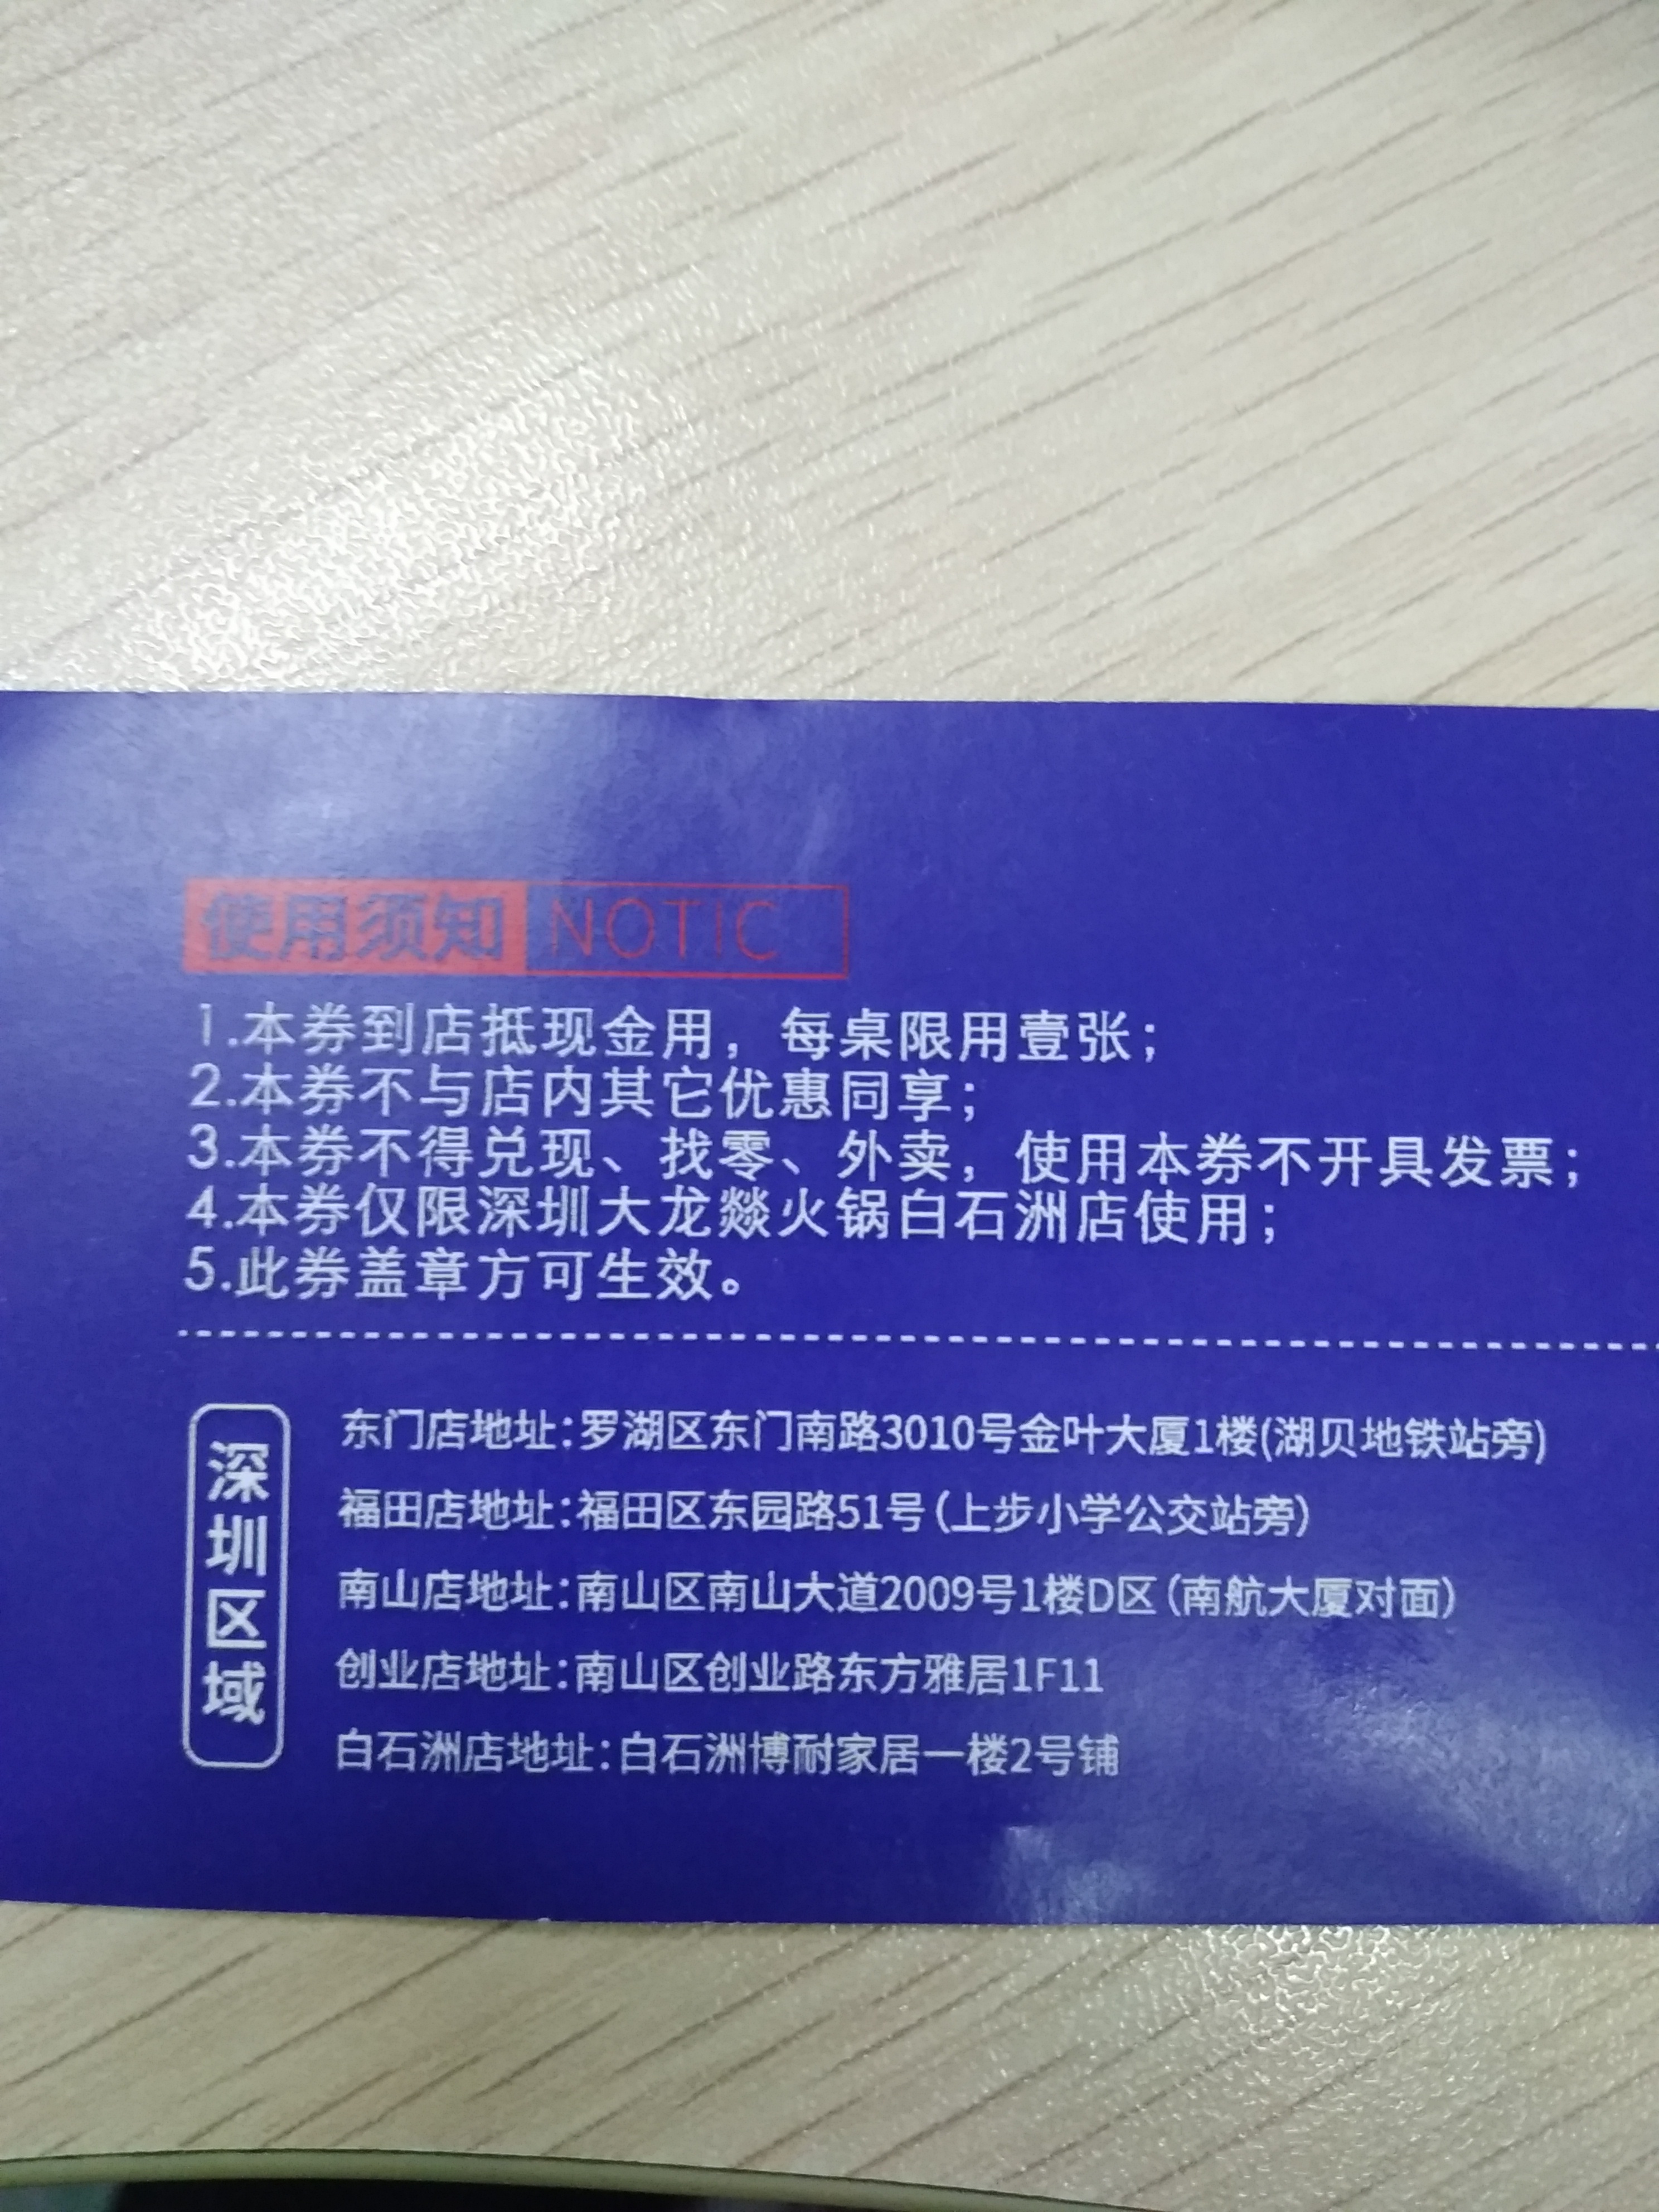 使用须知 NOTIC
1.本券到店抵现金用，每桌限用壹张；
2.本券不与店内其它优惠同享；
3.本券不得兑现、找零、外卖，使用本券不开具发票；
4.本券仅限深圳大龙燚火锅白石洲店使用；
5.此券盖章方可生效。
深圳区域
东门店地址：罗湖区东门南路3010号金叶大厦1楼(湖贝地铁站旁)
福田店地址：福田区东园路51号（上步小学公交站旁）
南山店地址：南山区南山大道2009号1楼D区（南航大厦对面）
创业店地址：南山区创业路东方雅居1F11
白石洲店地址：白石洲博耐家居一楼2号铺